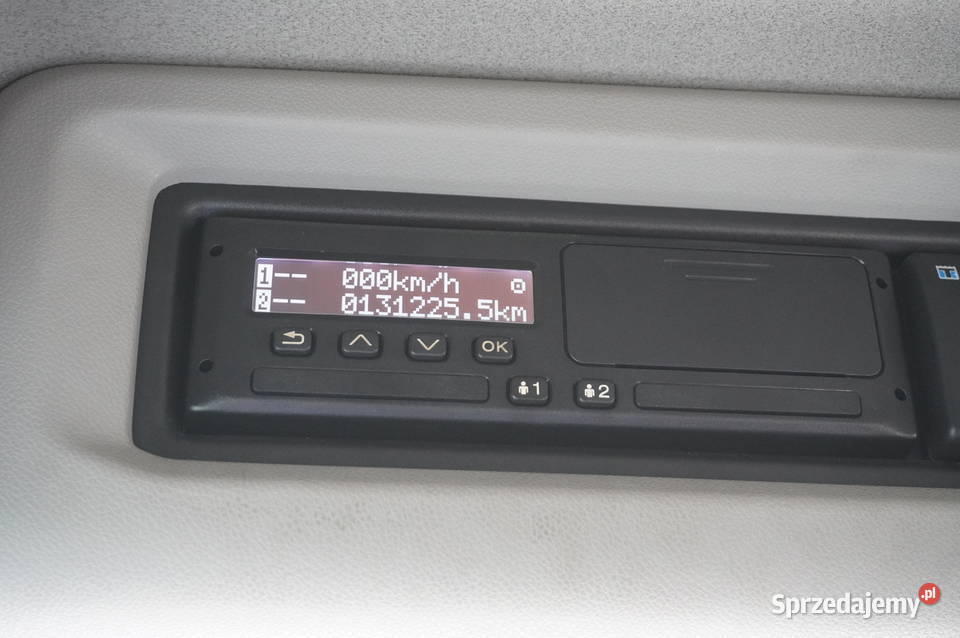 1-- 000km/h
2-- 0131225.5km
OK
1 2
Sprzedajemy.pl